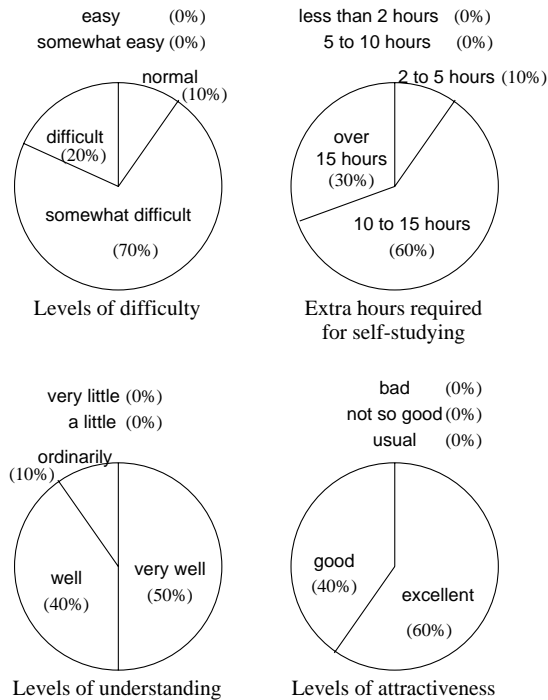 easy (0%)
somewhat easy (0%)
normal
(10%)
difficult
(20%)
somewhat difficult
(70%)
Levels of difficulty
less than 2 hours (0%)
5 to 10 hours (0%)
2 to 5 hours (10%)
over
15 hours
(30%)
10 to 15 hours
(60%)
Extra hours required
for self-studying
very little (0%)
a little (0%)
ordinarily
(10%)
well
(40%)
very well
(50%)
Levels of understanding
bad (0%)
not so good (0%)
usual (0%)
good
(40%)
excellent
(60%)
Levels of attractiveness